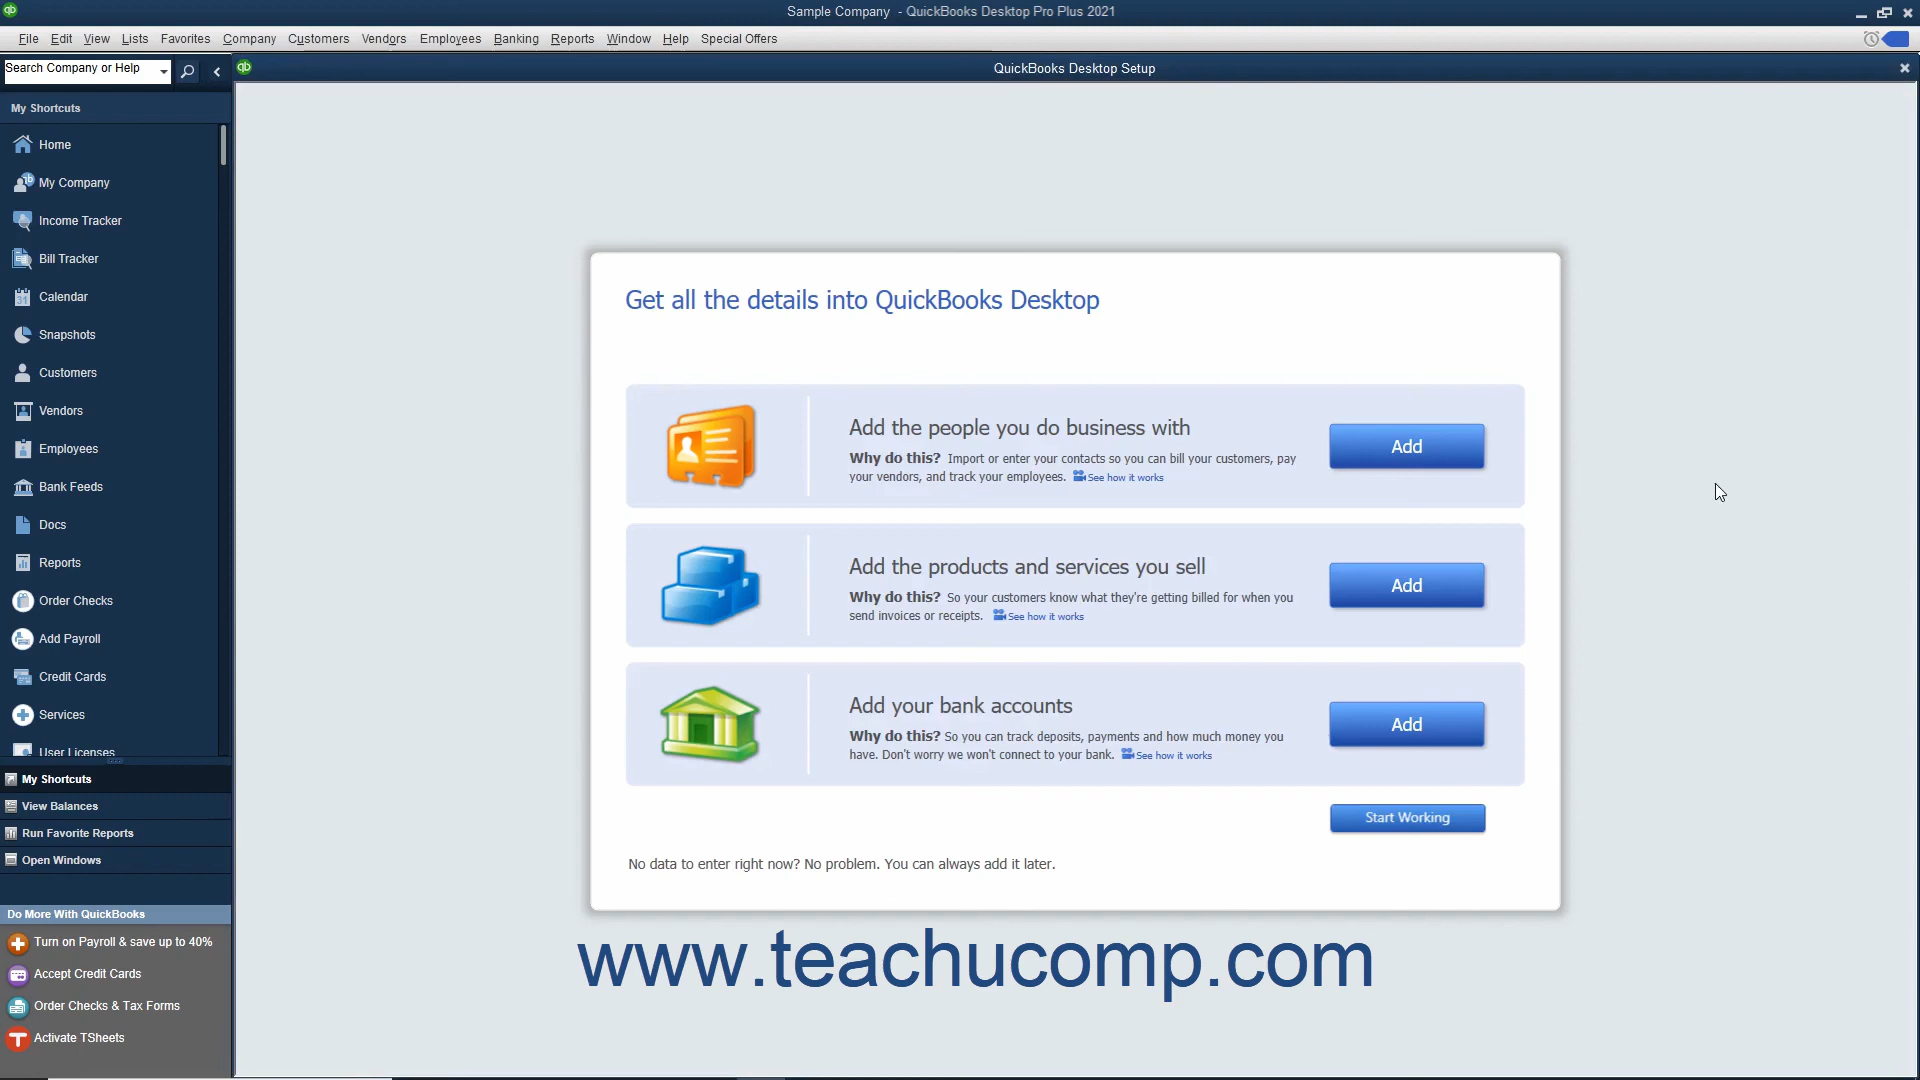 Sample Company - QuickBooks Desktop Pro Plus 2021
File Edit View Lists Favorites Company Customers Vendors Employees Banking Reports Window Help Special Offers
Search Company or Help
QuickBooks Desktop Setup
My Shortcuts
Home
My Company
Income Tracker
Bill Tracker
Calendar
Snapshots
Customers
Vendors
Employees
Bank Feeds
Docs
Reports
Order Checks
Add Payroll
Credit Cards
Services
User Licenses
My Shortcuts
View Balances
Run Favorite Reports
Open Windows
Do More With QuickBooks
Turn on Payroll & save up to 40%
Accept Credit Cards
Order Checks & Tax Forms
Activate TSheets
Get all the details into QuickBooks Desktop
Add the people you do business with
Why do this? Import or enter your contacts so you can bill your customers, pay
your vendors, and track your employees. See how it works
Add
Add the products and services you sell
Why do this? So your customers know what they're getting billed for when you
send invoices or receipts. See how it works
Add
Add your bank accounts
Why do this? So you can track deposits, payments and how much money you
have. Don't worry we won't connect to your bank. See how it works
Add
Start Working
No data to enter right now? No problem. You can always add it later.
www.teachucomp.com